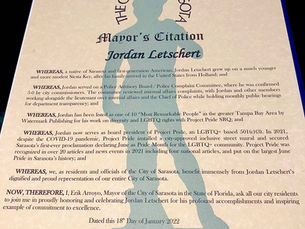 THE C
SOTA
Mayor's Citation
Jordan Letschert
WHEREAS, a native of Sarasota and first-generation American, Jordan Letschert grew up on a much younger
and more modest Siesta Key, after his family arrived in the United States from Holland; and
WHEREAS, Jordan served on a Police Advisory Board / Police Complaint Committee, where he was confirmed
5-0 by city commissioners. The committee reviewed internal affairs complaints, with Jordan and other members
working alongside the lieutenant of internal affairs and the Chief of Police while holding monthly public hearings
for department transparency; and
WHEREAS, Jordan has been listed as one of 10 "Most Remarkable People" in the greater Tampa Bay Area by
Watermark Publishing for his work on diversity and LGBTQ rights with Project Pride SRQ; and
WHEREAS, Jordan now serves as board president of Project Pride, an LGBTQ+ based 501(c)3. In 2021,
despite the COVID-19 pandemic, Project Pride installed a city-approved inclusive street mural and secured
Sarasota's first-ever proclamation declaring June as Pride Month for the LGBTQ+ community. Project Pride was
recognized in over 20 articles and news events in 2021 including national articles, and put on the largest June
Pride in Sarasota's history; and
WHEREAS, we, as residents and officials of the City of Sarasota, benefit immensely from Jordan Letschert's
dignified and proud representation of our entire City of Sarasota.
NOW, THEREFORE, I, Erik Arroyo, Mayor of the City of Sarasota in the State of Florida, ask all our city residents
to join me in proudly honoring and celebrating Jordan Letschert for his profound accomplishments and inspiring
example of commitment to excellence.
Dated this 18th Day of January 2022